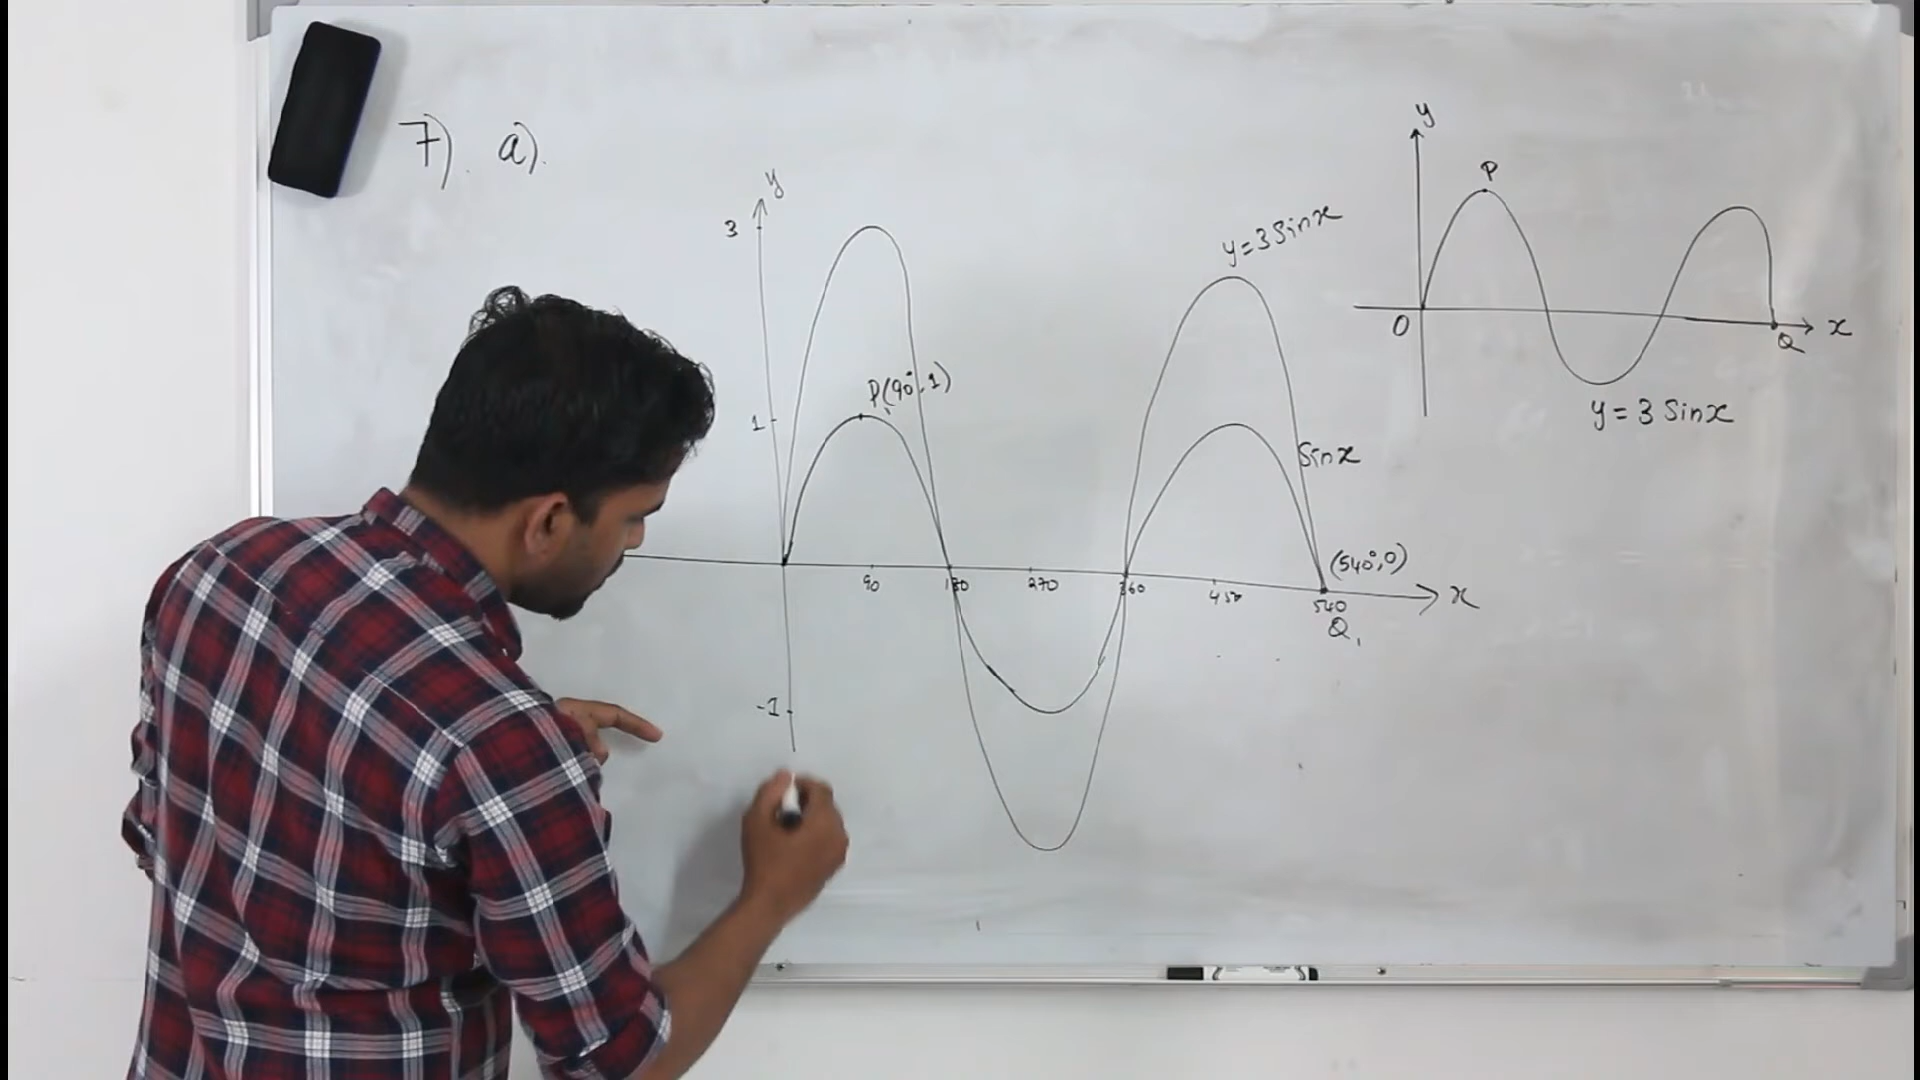 7). a).
y
3
y=3Sinx
P(90°,1)
1
Sinx
(540°,0)
90 180 270 360 450 540 x
Q
-1
y
P
O
Q
x
y = 3 Sinx